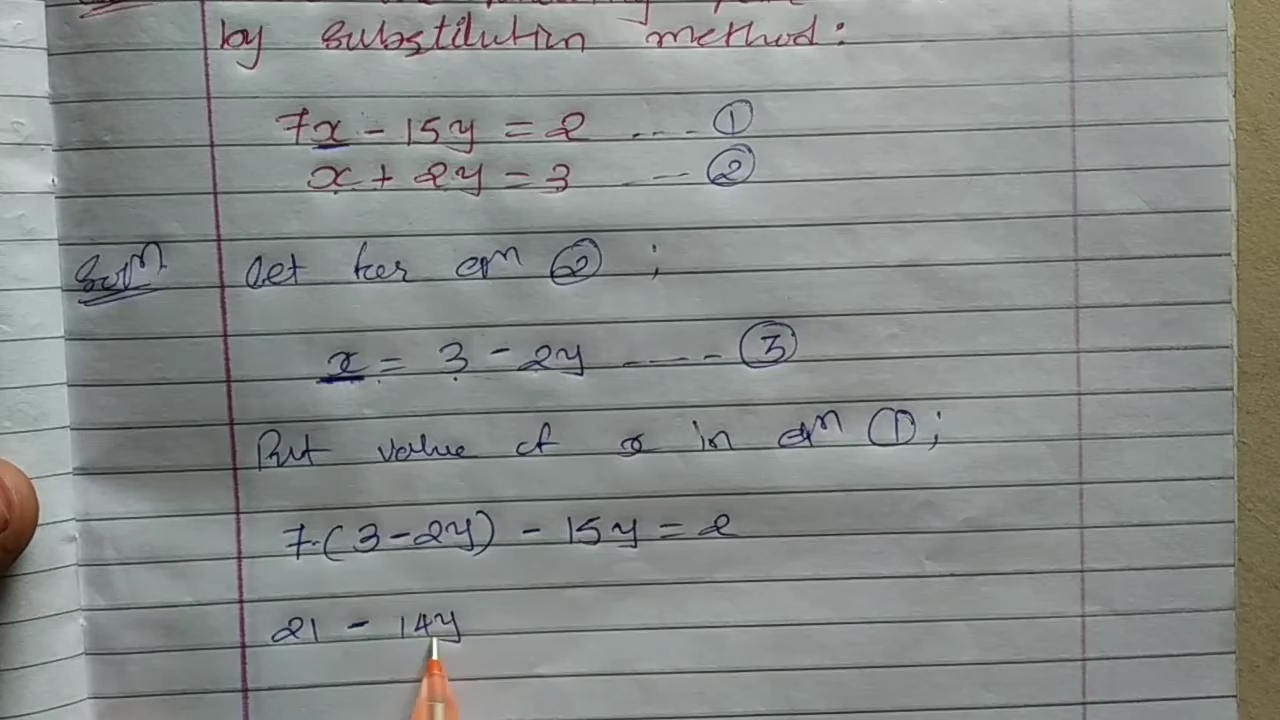 by substitution method:
7x - 15y = 2 ---- ①
x + 2y = 3 --- ②
Solⁿ Let for eqⁿ ② ;
x = 3 - 2y ---- ③
Put value of x in eqⁿ ① ;
7.(3-2y) - 15y = 2
21 - 14y